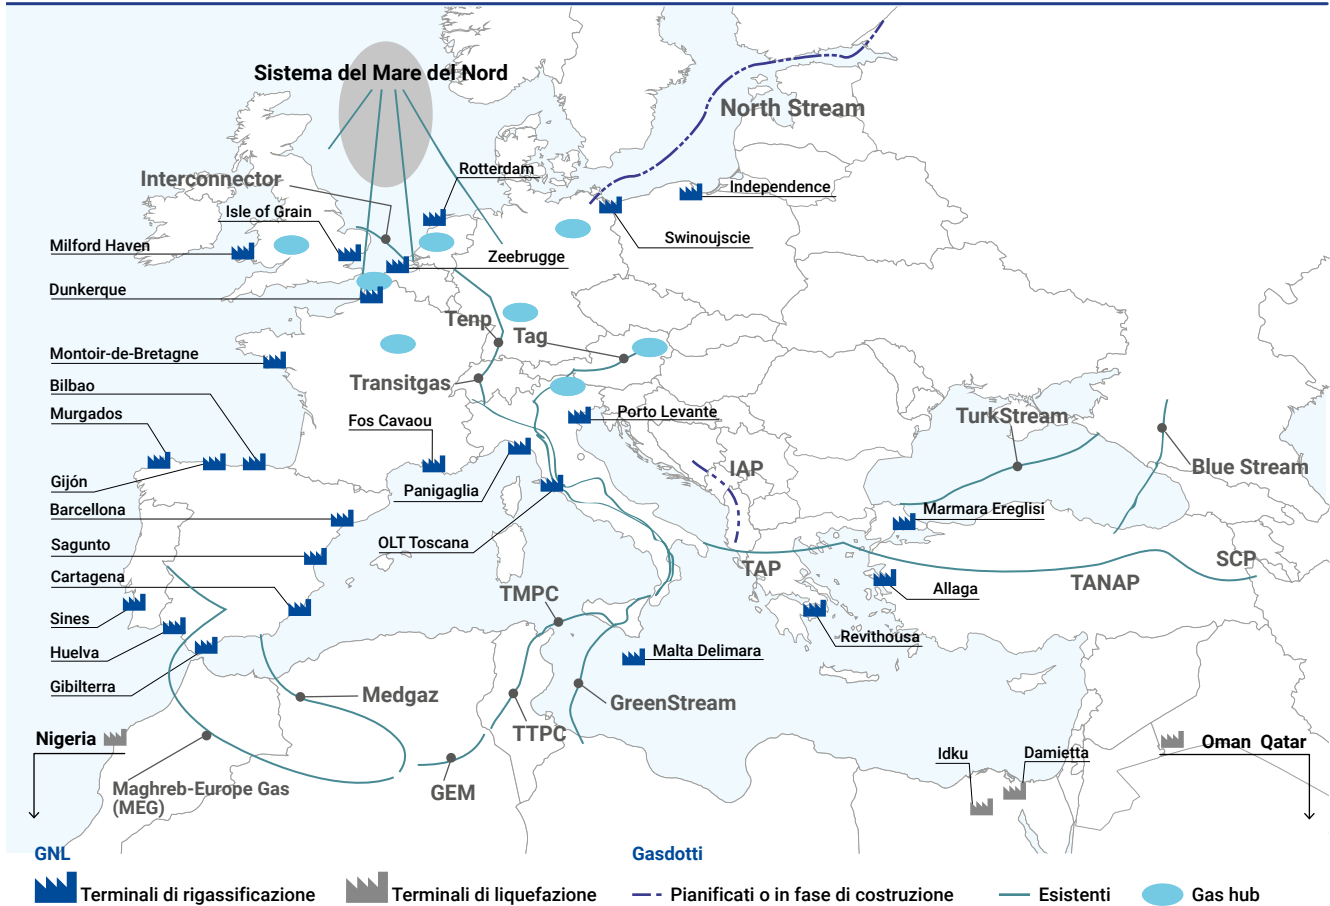 Sistema del Mare del Nord
North Stream
Interconnector
Rotterdam
Independence
Isle of Grain
Swinoujscie
Milford Haven
Zeebrugge
Dunkerque
Tenp
Tag
Montoir-de-Bretagne
Transitgas
Bilbao
Murgados
Fos Cavaou
Porto Levante
TurkStream
IAP
Blue Stream
Gijón
Panigaglia
Barcellona
Marmara Ereglisi
OLT Toscana
Sagunto
SCP
TAP
TANAP
Cartagena
TMPC
Allaga
Sines
Revithousa
Huelva
Malta Delimara
Gibilterra
Medgaz
GreenStream
TTPC
Nigeria
Oman Qatar
Idku
Damietta
Maghreb-Europe Gas
(MEG)
GEM
GNL
Gasdotti
Terminali di rigassificazione
Terminali di liquefazione
Pianificati o in fase di costruzione
Esistenti
Gas hub